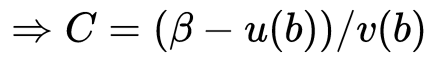 ⇒ C = (β − u(b))/v(b)